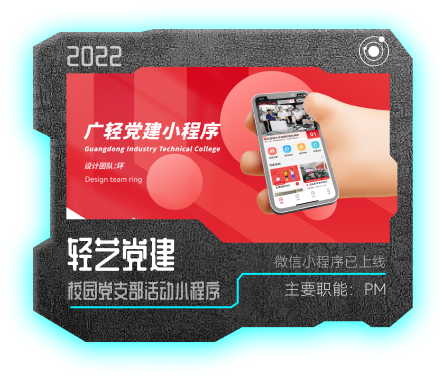 2022
广轻党建小程序
Guangdong Industry Technical College
设计团队：环
Design team ring
01
轻艺党建
校园党支部活动小程序
微信小程序已上线
主要职能：PM